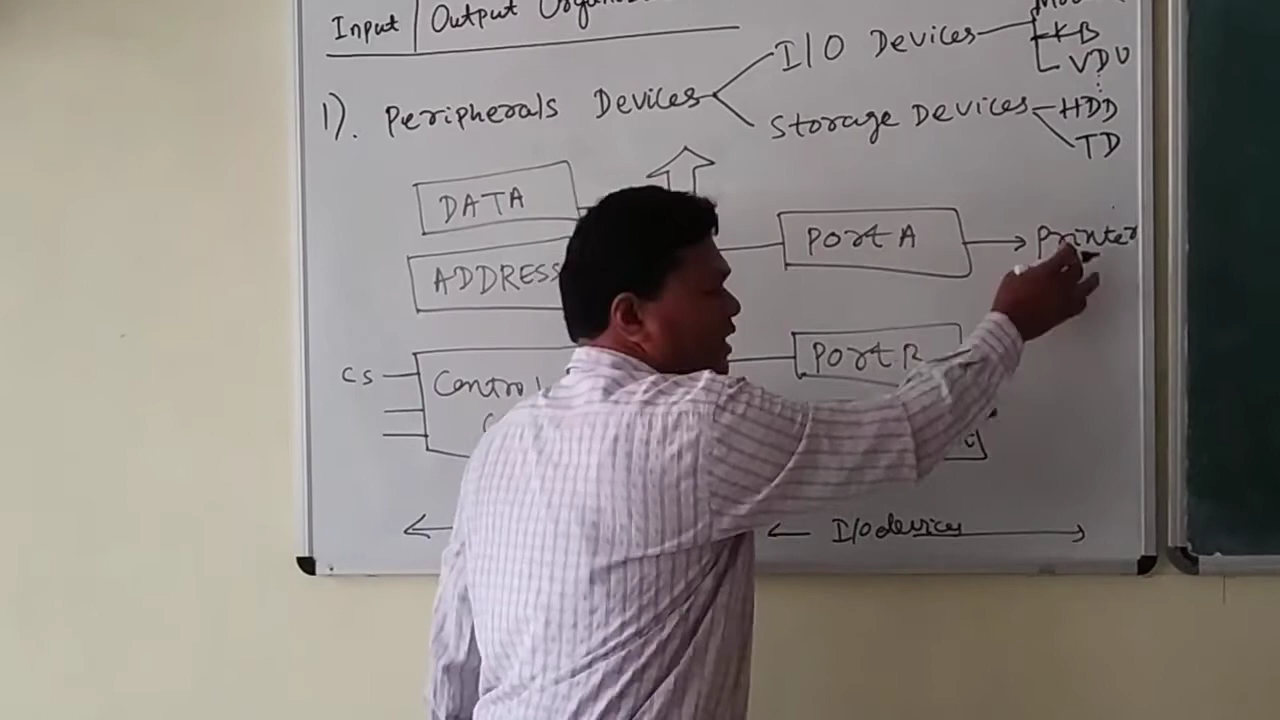 Input | Output
I/O Devices
KB
VDU
1). Peripherals Devices
Storage Devices
HDD
TD
DATA
ADDRESS
Port A
Printer
CS
Control
Port
I/O devices